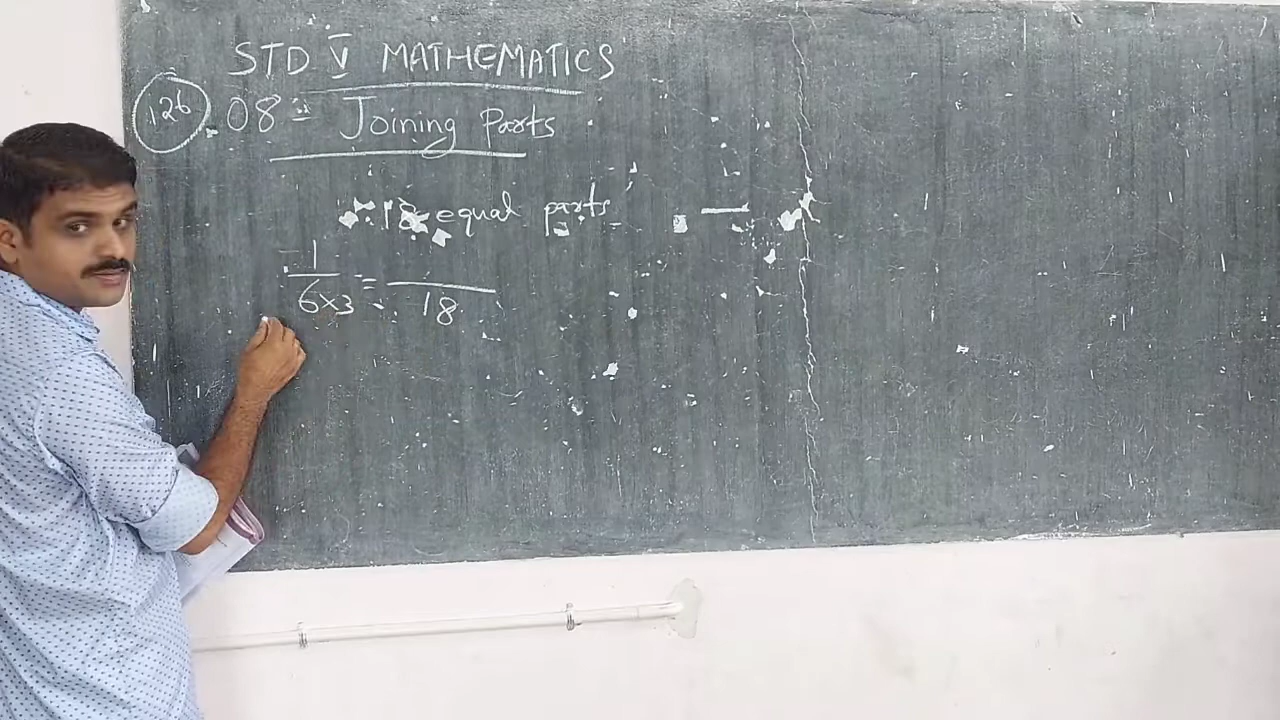 STD V MATHEMATICS
126 08 Joining Parts
18 equal parts
1/6×3 = /18